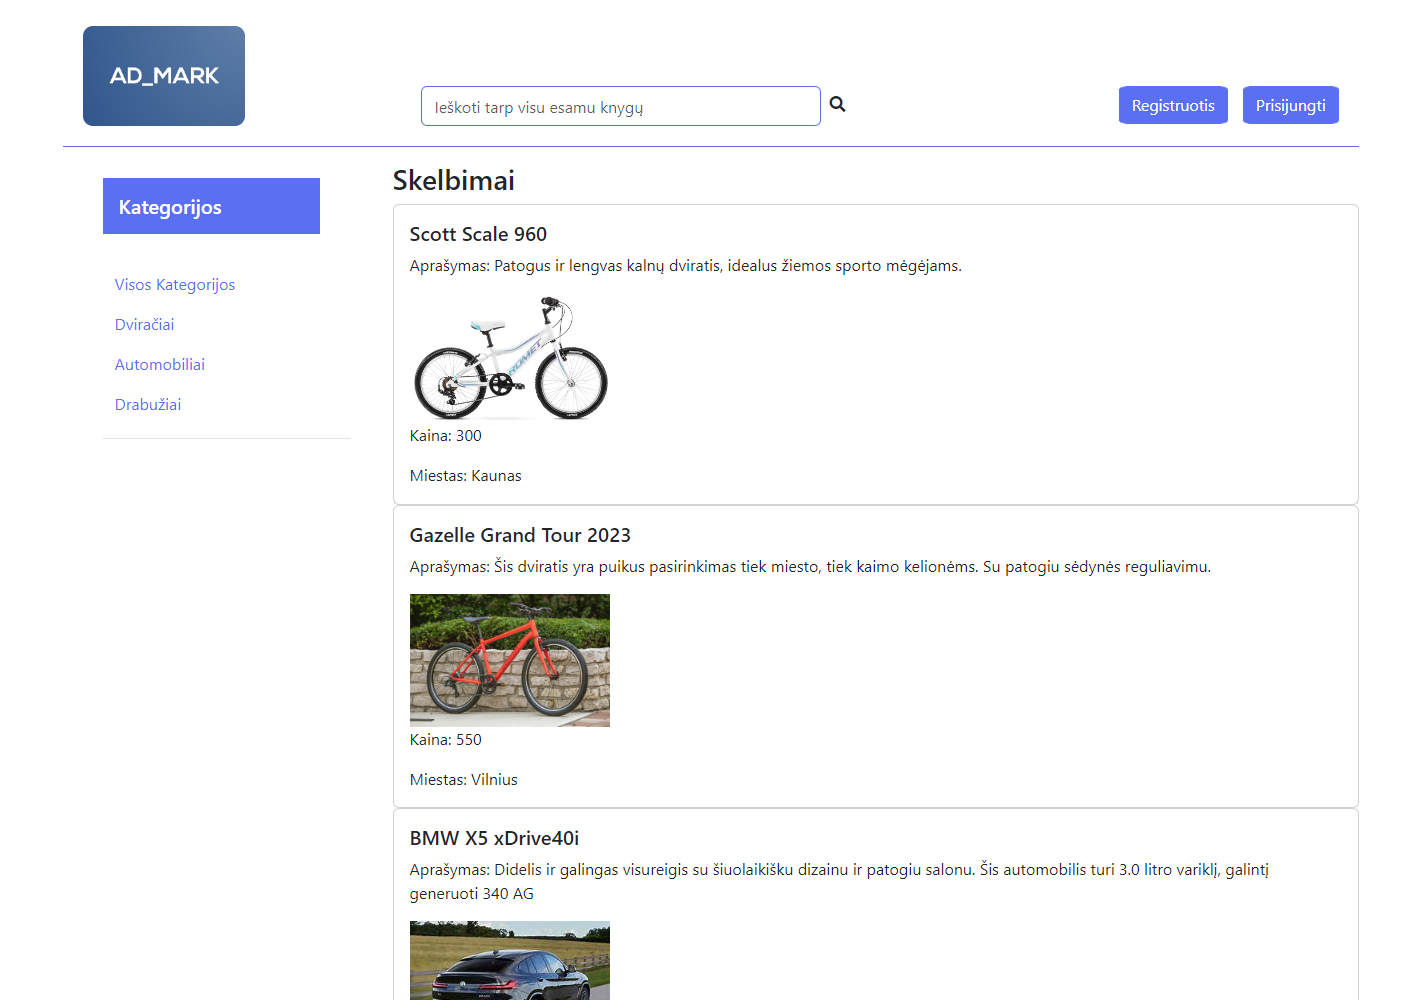 AD_MARK
Ieškoti tarp visu esamu knygų
Registruotis
Prisijungti
Kategorijos
Visos Kategorijos
Dviračiai
Automobiliai
Drabužiai
Skelbimai
Scott Scale 960
Aprašymas: Patogus ir lengvas kalnų dviratis, idealus žiemos sporto mėgėjams.
ROMET
Kaina: 300
Miestas: Kaunas
Gazelle Grand Tour 2023
Aprašymas: Šis dviratis yra puikus pasirinkimas tiek miesto, tiek kaimo kelionėms. Su patogiu sėdynės reguliavimu.
Kaina: 550
Miestas: Vilnius
BMW X5 xDrive40i
Aprašymas: Didelis ir galingas visureigis su šiuolaikišku dizainu ir patogiu salonu. Šis automobilis turi 3.0 litro variklį, galintį
generuoti 340 AG